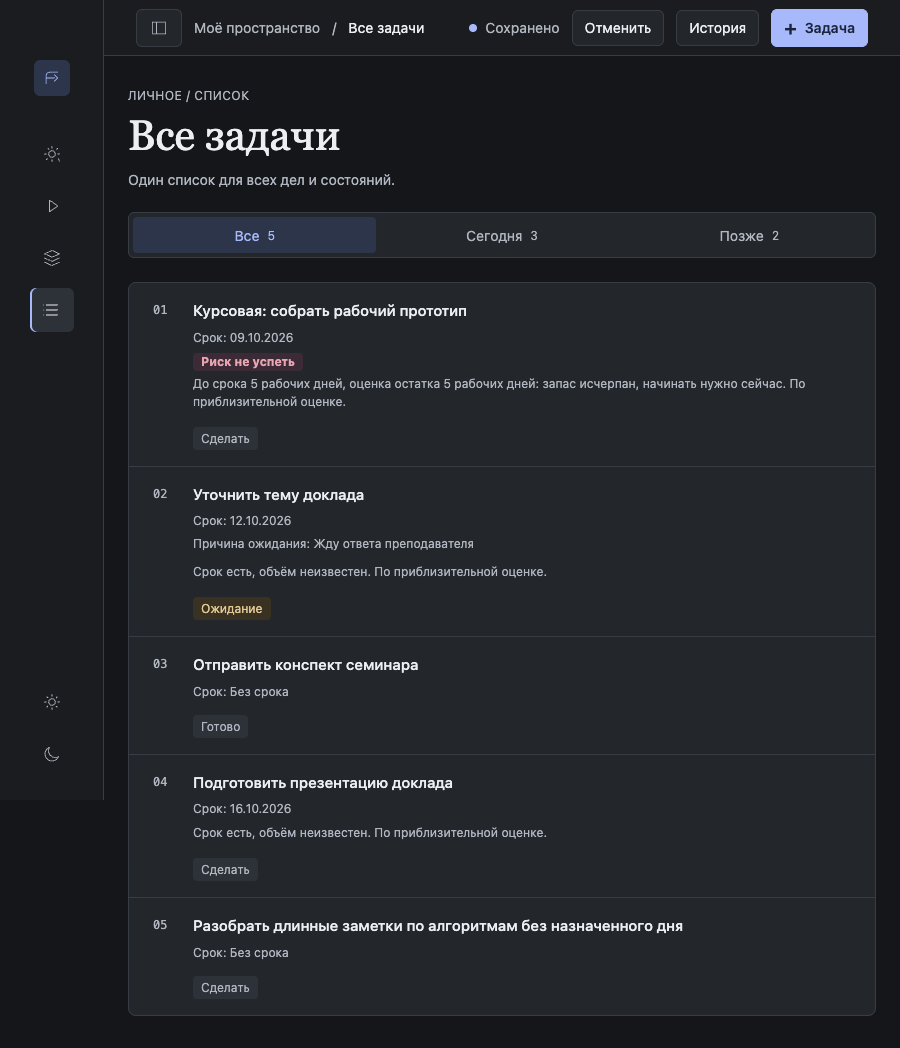 Моё пространство / Все задачи
Сохранено
Отменить
История
+ Задача
ЛИЧНОЕ / СПИСОК
Все задачи
Один список для всех дел и состояний.
Все 5
Сегодня 3
Позже 2
01
Курсовая: собрать рабочий прототип
Срок: 09.10.2026
Риск не успеть
До срока 5 рабочих дней, оценка остатка 5 рабочих дней: запас исчерпан, начинать нужно сейчас. По
приблизительной оценке.
Сделать
02
Уточнить тему доклада
Срок: 12.10.2026
Причина ожидания: Жду ответа преподавателя
Срок есть, объём неизвестен. По приблизительной оценке.
Ожидание
03
Отправить конспект семинара
Срок: Без срока
Готово
04
Подготовить презентацию доклада
Срок: 16.10.2026
Срок есть, объём неизвестен. По приблизительной оценке.
Сделать
05
Разобрать длинные заметки по алгоритмам без назначенного дня
Срок: Без срока
Сделать